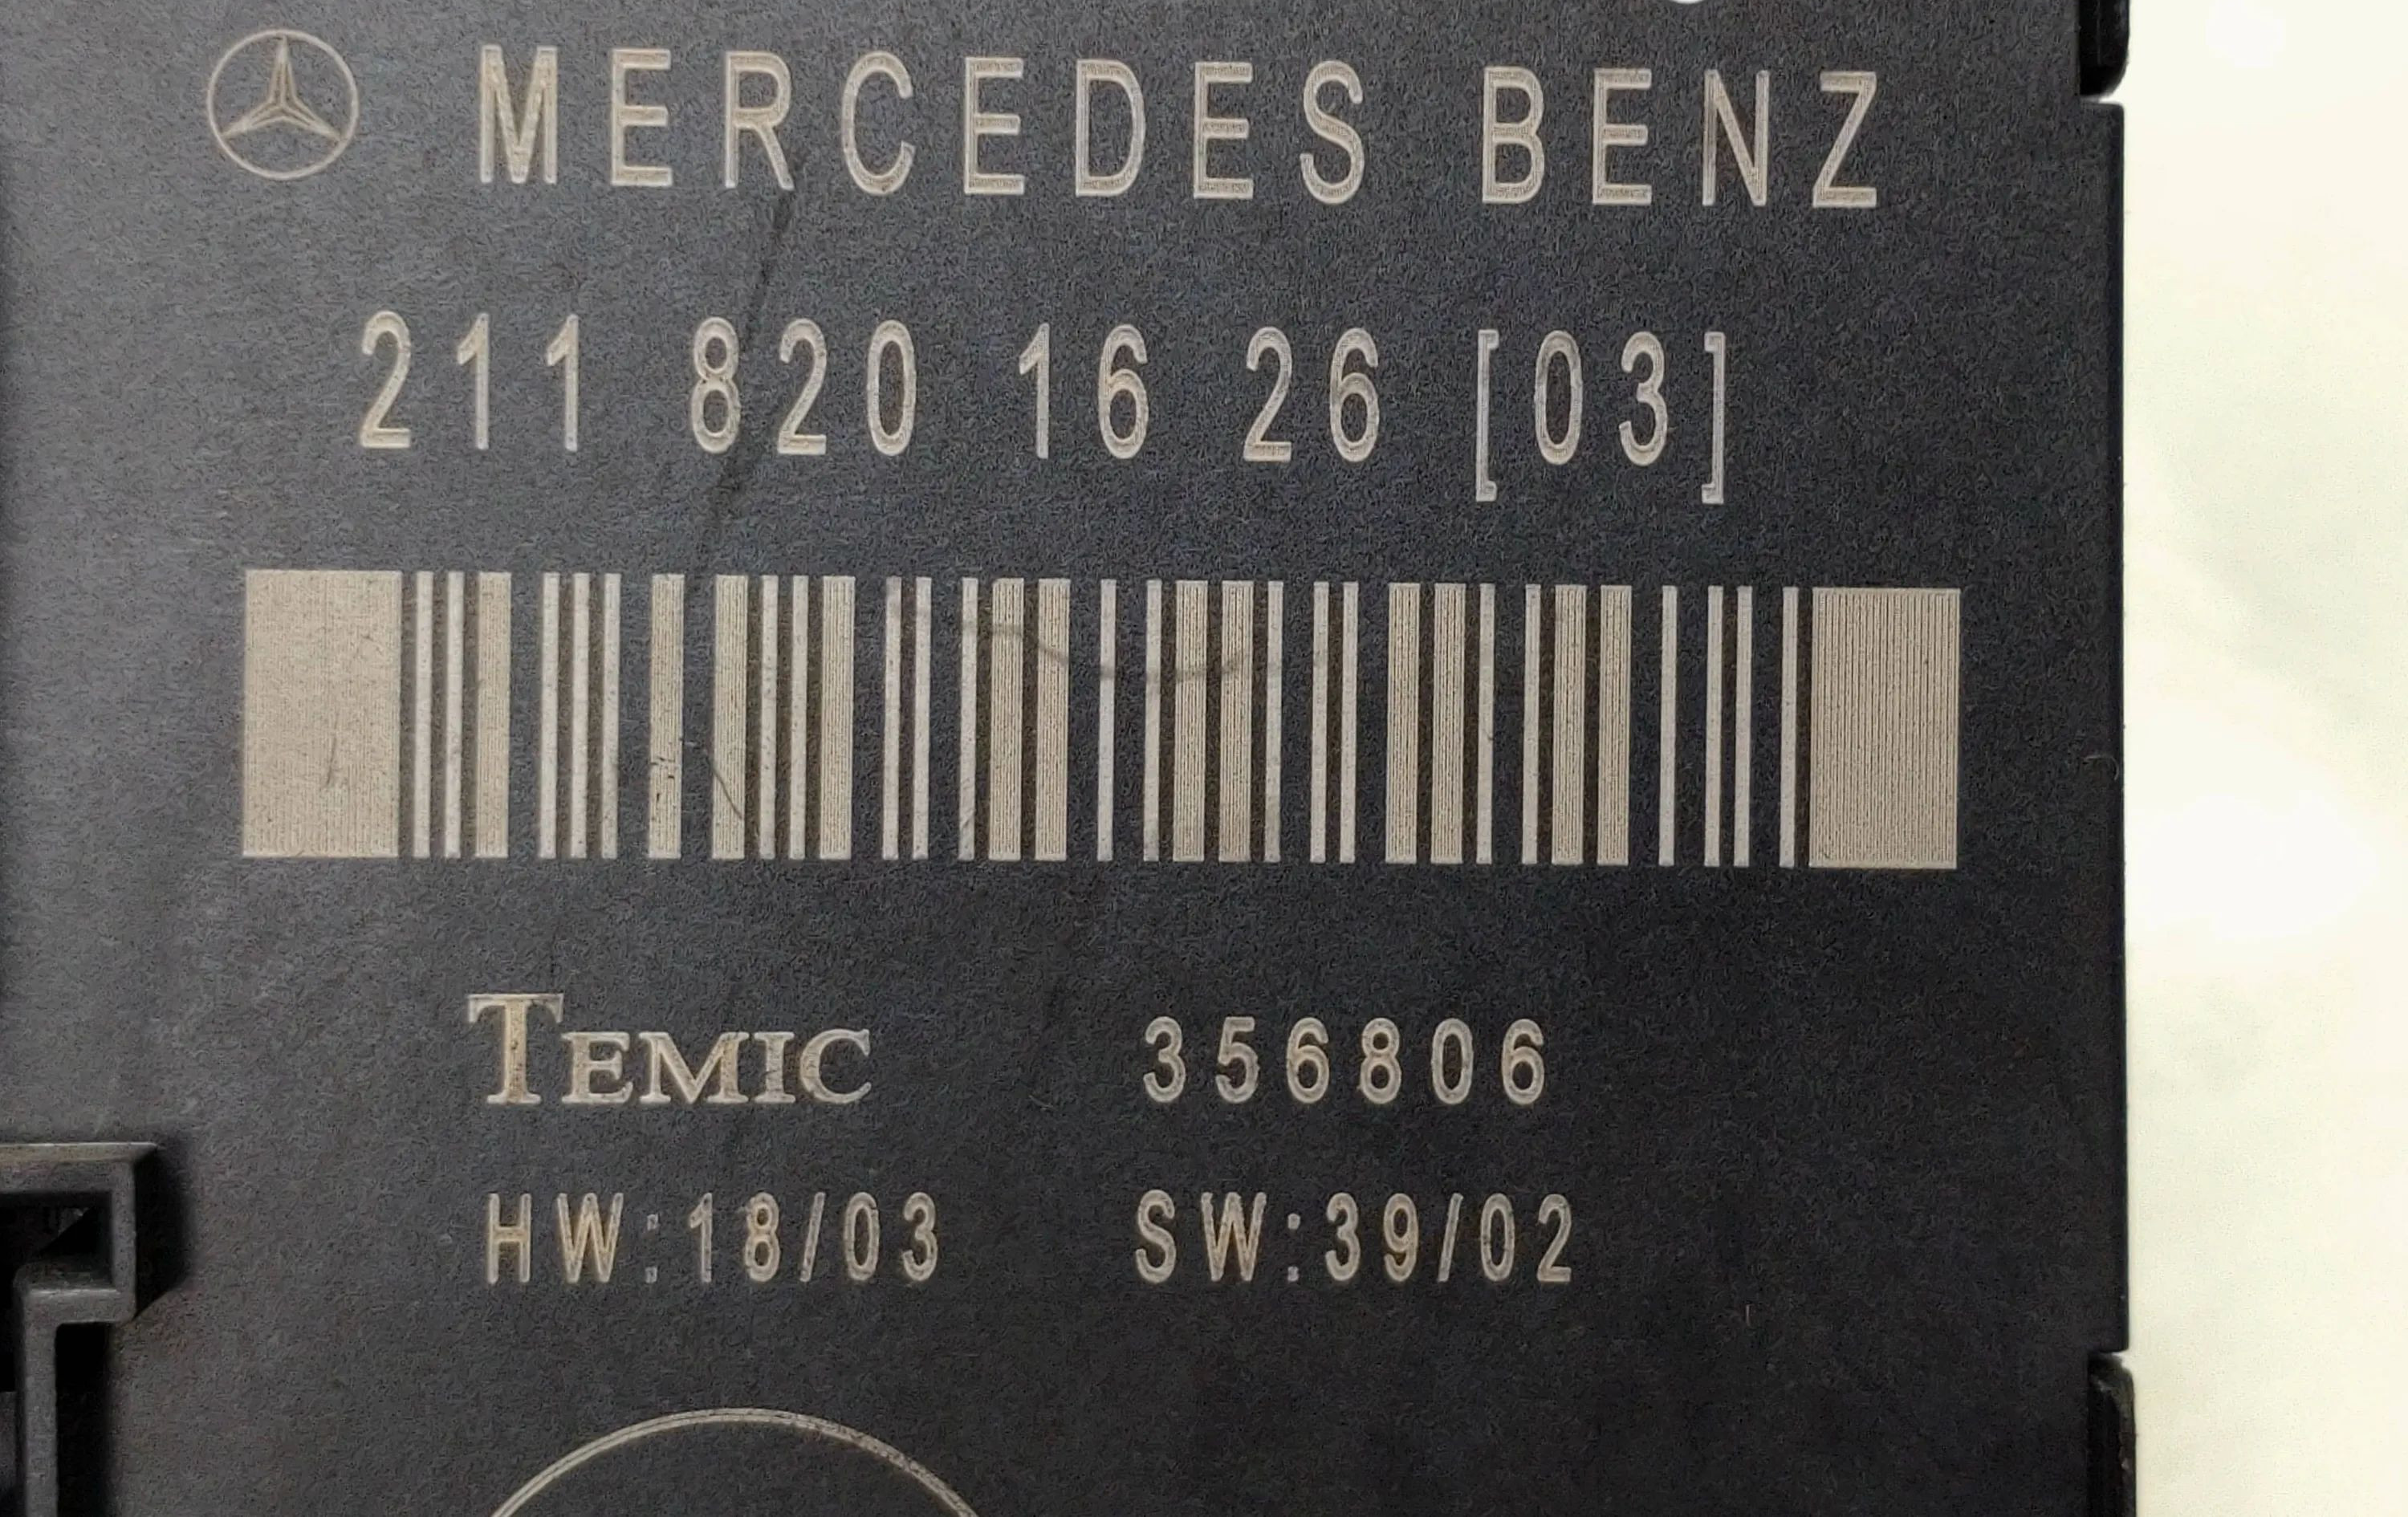 MERCEDES BENZ
211 820 16 26 [03]
TEMIC 356806
HW:18/03 SW:39/02